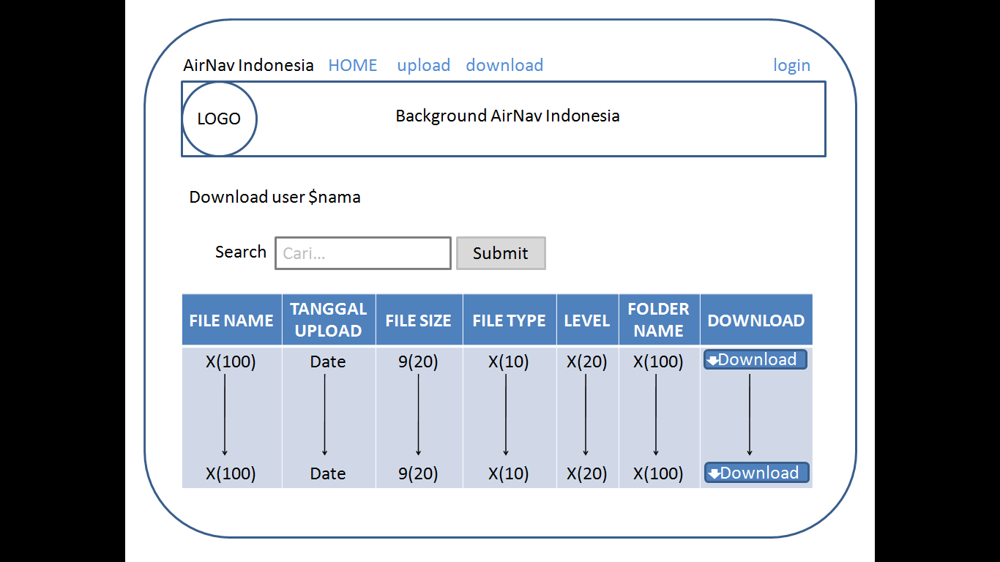 AirNav Indonesia HOME upload download login
LOGO
Background AirNav Indonesia
Download user $nama
Search Cari... Submit
FILE NAME TANGGAL UPLOAD FILE SIZE FILE TYPE LEVEL FOLDER NAME DOWNLOAD
X(100) Date 9(20) X(10) X(20) X(100) Download
X(100) Date 9(20) X(10) X(20) X(100) Download